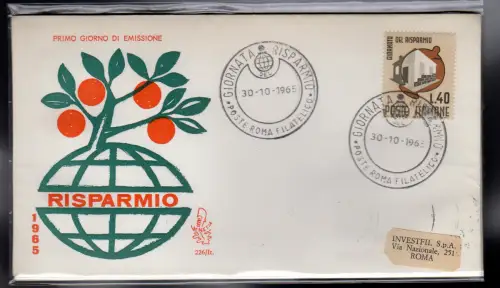 PRIMO GIORNO DI EMISSIONE
RISPARMIO
1965
236/It.
GIORNATA RISPARMIO
30-10-1965
POSTE ROMA FILATELICO
GIORNATA DEL RISPARMIO
L.40
POSTE ITALIANE
GIORNATA RISPARMIO
30-10-1965
POSTE ROMA FILATELICO
INVESTFIL S.p.A.
Via Nazionale, 251
ROMA